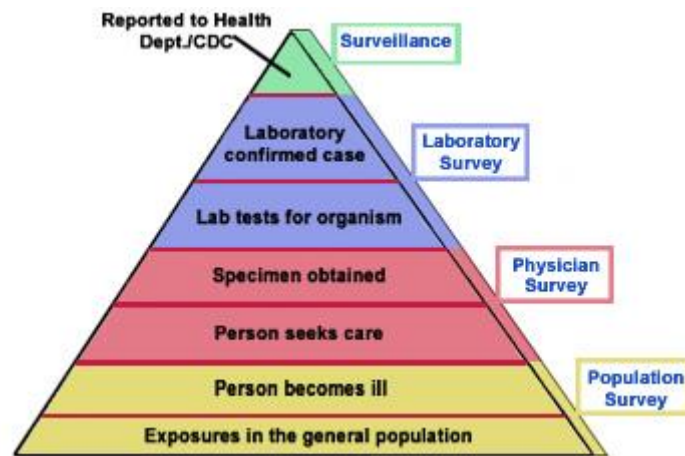 Reported to Health
Dept./CDC
Surveillance
Laboratory
confirmed case
Laboratory
Survey
Lab tests for organism
Specimen obtained
Physician
Survey
Person seeks care
Person becomes ill
Population
Survey
Exposures in the general population